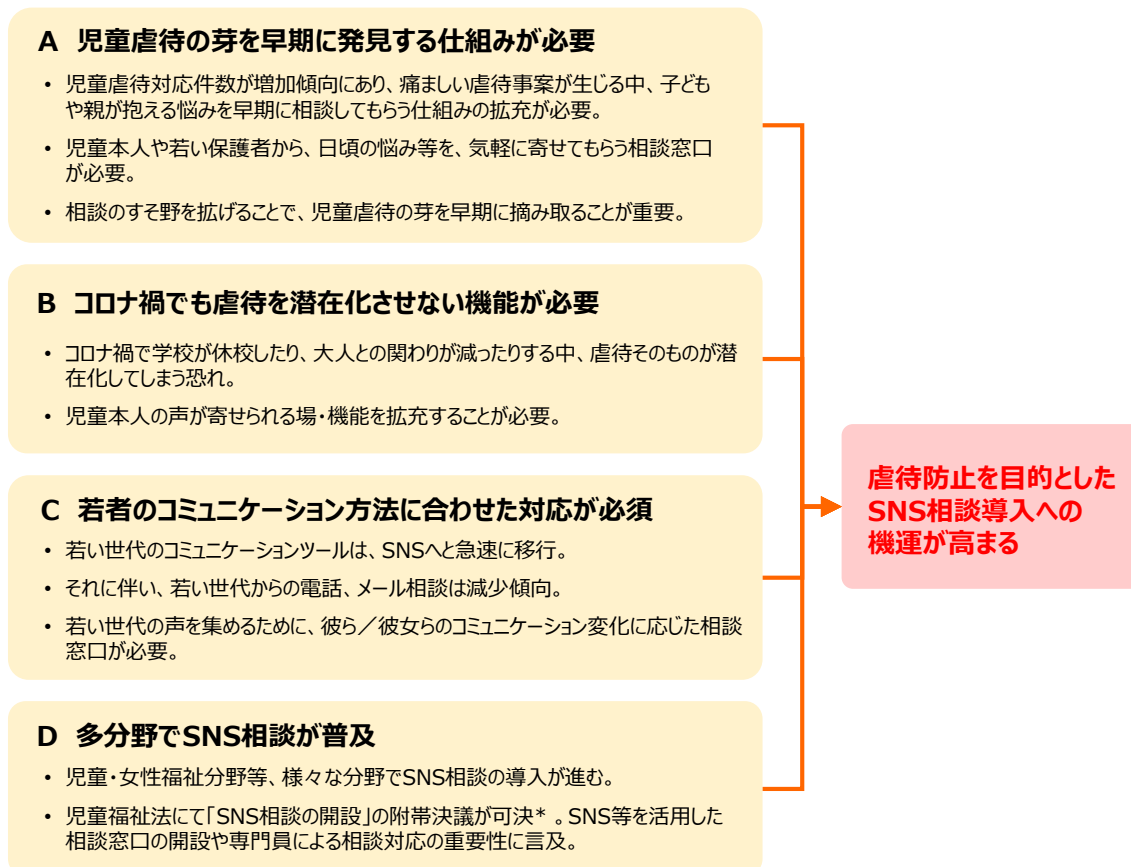 A 児童虐待の芽を早期に発見する仕組みが必要
• 児童虐待対応件数が増加傾向にあり、痛ましい虐待事案が生じる中、子ども
や親が抱える悩みを早期に相談してもらう仕組みの拡充が必要。
• 児童本人や若い保護者から、日頃の悩み等を、気軽に寄せてもらう相談窓口
が必要。
• 相談のすそ野を拡げることで、児童虐待の芽を早期に摘み取ることが重要。
B コロナ禍でも虐待を潜在化させない機能が必要
• コロナ禍で学校が休校したり、大人との関わりが減ったりする中、虐待そのものが潜
在化してしまう恐れ。
• 児童本人の声が寄せられる場・機能を拡充することが必要。
C 若者のコミュニケーション方法に合わせた対応が必須
• 若い世代のコミュニケーションツールは、SNSへと急速に移行。
• それに伴い、若い世代からの電話、メール相談は減少傾向。
• 若い世代の声を集めるために、彼ら／彼女らのコミュニケーション変化に応じた相談
窓口が必要。
D 多分野でSNS相談が普及
• 児童・女性福祉分野等、様々な分野でSNS相談の導入が進む。
• 児童福祉法にて「SNS相談の開設」の附帯決議が可決* 。SNS等を活用した
相談窓口の開設や専門員による相談対応の重要性に言及。
虐待防止を目的とした
SNS相談導入への
機運が高まる